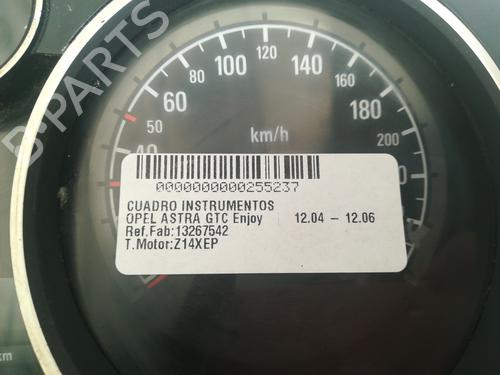 120
100
140
80
160
60
180
50
200
km/h
0000000000255237
CUADRO INSTRUMENTOS
OPEL ASTRA GTC Enjoy 12.04 – 12.06
Ref.Fab:13267542
T.Motor:Z14XEP
km
B-PARTS